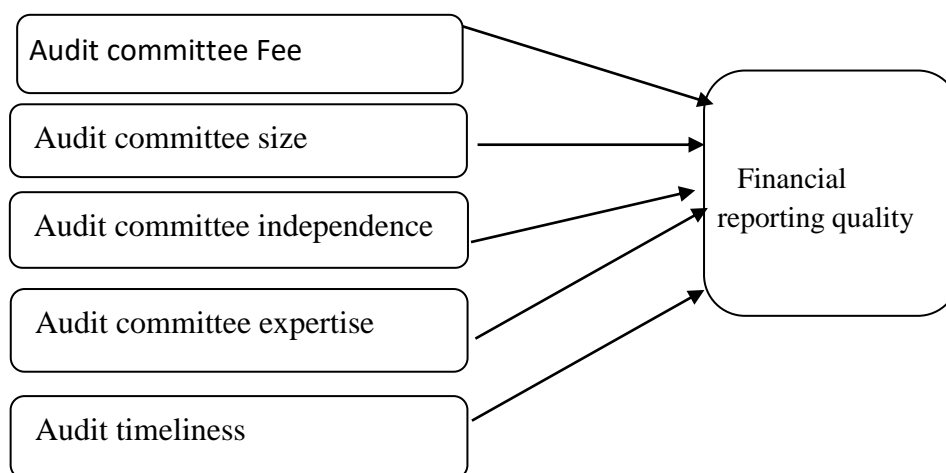 Audit committee Fee
Audit committee size
Audit committee independence
Audit committee expertise
Audit timeliness
Financial
reporting quality